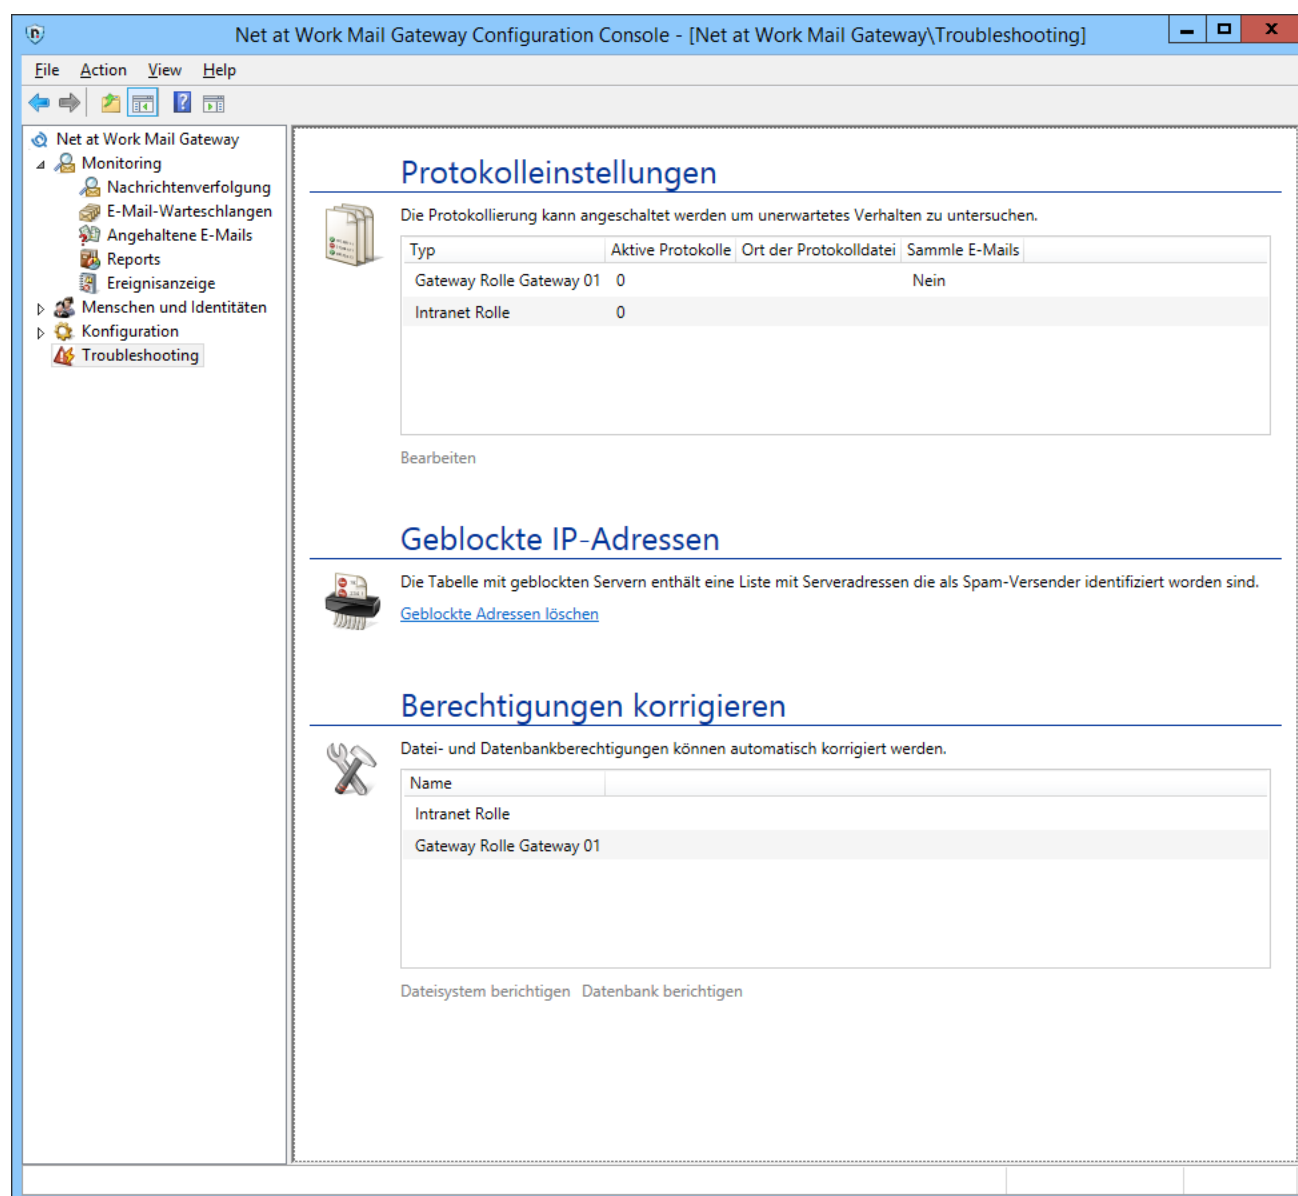 Net at Work Mail Gateway Configuration Console - [Net at Work Mail Gateway\Troubleshooting]
File Action View Help
Net at Work Mail Gateway
Monitoring
Nachrichtenverfolgung
E-Mail-Warteschlangen
Angehaltene E-Mails
Reports
Ereignisanzeige
Menschen und Identitäten
Konfiguration
Troubleshooting
Protokolleinstellungen
Die Protokollierung kann angeschaltet werden um unerwartetes Verhalten zu untersuchen.
Typ Aktive Protokolle Ort der Protokolldatei Sammle E-Mails
Gateway Rolle Gateway 01 0 Nein
Intranet Rolle 0
Bearbeiten
Geblockte IP-Adressen
Die Tabelle mit geblockten Servern enthält eine Liste mit Serveradressen die als Spam-Versender identifiziert worden sind.
Geblockte Adressen löschen
Berechtigungen korrigieren
Datei- und Datenbankberechtigungen können automatisch korrigiert werden.
Name
Intranet Rolle
Gateway Rolle Gateway 01
Dateisystem berichtigen Datenbank berichtigen